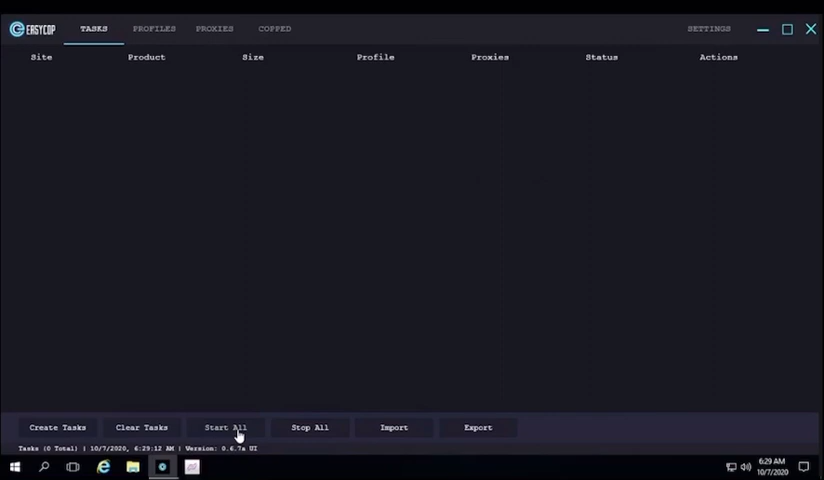 EASYCOP TASKS PROFILES PROXIES COPPED SETTINGS
Site Product Size Profile Proxies Status Actions
Create Tasks Clear Tasks Start All Stop All Import Export
Tasks (0 Total) | 10/7/2020, 6:29:12 AM | Version: 0.6.7a UI
6:29 AM
10/7/2020